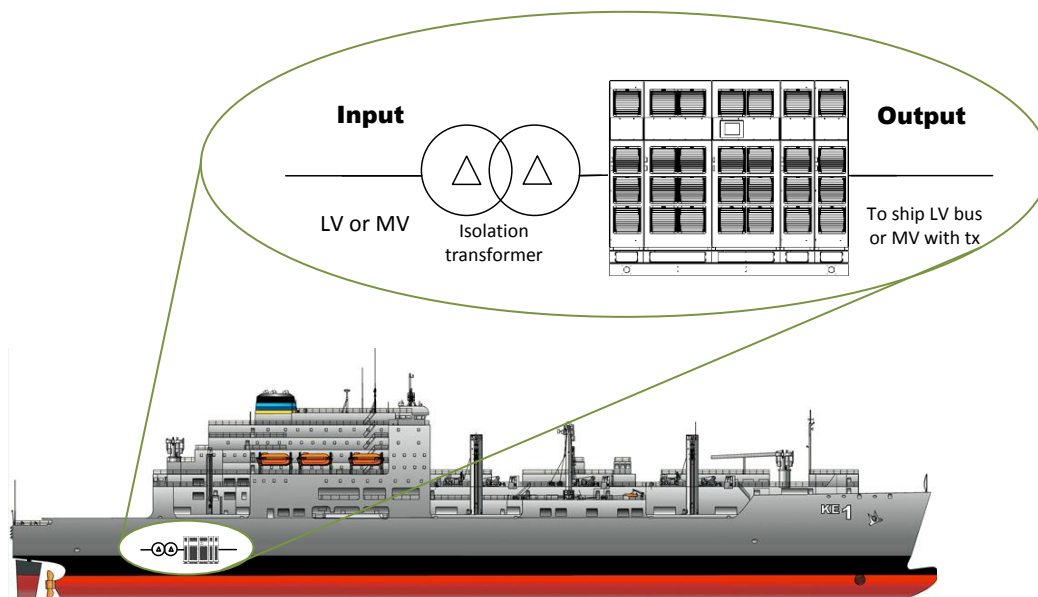 Input
Output
LV or MV
Isolation
transformer
To ship LV bus
or MV with tx
KE 1